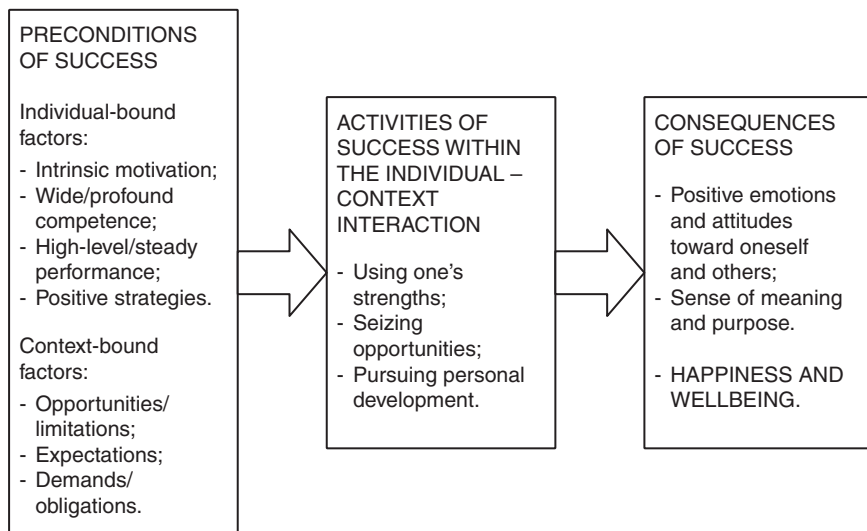 PRECONDITIONS
OF SUCCESS
Individual-bound
factors:
- Intrinsic motivation;
- Wide/profound
competence;
- High-level/steady
performance;
- Positive strategies.
Context-bound
factors:
- Opportunities/
limitations;
- Expectations;
- Demands/
obligations.
ACTIVITIES OF
SUCCESS WITHIN
THE INDIVIDUAL –
CONTEXT
INTERACTION
- Using one's
strengths;
- Seizing
opportunities;
- Pursuing personal
development.
CONSEQUENCES
OF SUCCESS
- Positive emotions
and attitudes
toward oneself
and others;
- Sense of meaning
and purpose.
- HAPPINESS AND
WELLBEING.